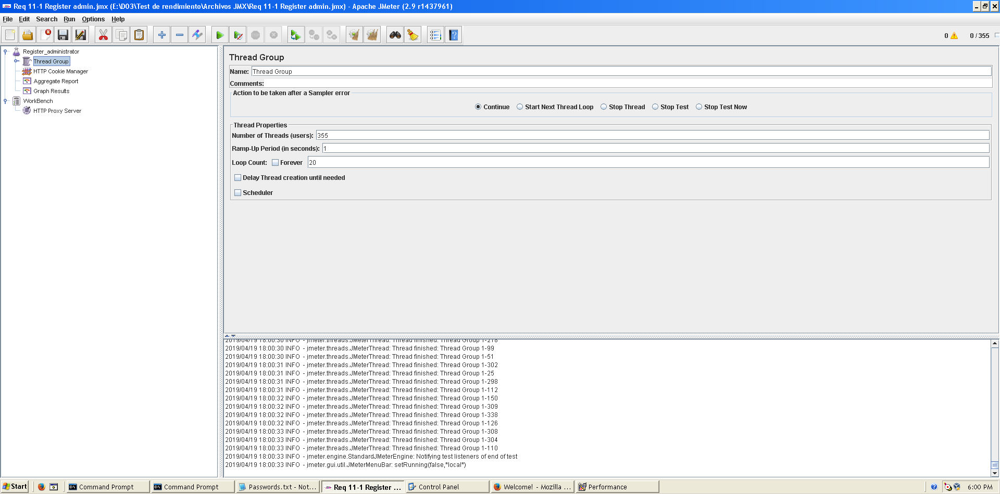 Req 11-1 Register admin.jmx (E:\D03\Test de rendimiento\Archivos JMX\Req 11-1 Register admin.jmx) - Apache JMeter (2.9 r1437961)
File Edit Search Run Options Help
0 0 / 355
Register_administrator
Thread Group
HTTP Cookie Manager
Aggregate Report
Graph Results
WorkBench
HTTP Proxy Server
Thread Group
Name: Thread Group
Comments:
Action to be taken after a Sampler error
Continue Start Next Thread Loop Stop Thread Stop Test Stop Test Now
Thread Properties
Number of Threads (users): 355
Ramp-Up Period (in seconds): 1
Loop Count: Forever 20
Delay Thread creation until needed
Scheduler
2019/04/19 18:00:30 INFO - jmeter.threads.JMeterThread: Thread finished: Thread Group 1-218
2019/04/19 18:00:30 INFO - jmeter.threads.JMeterThread: Thread finished: Thread Group 1-99
2019/04/19 18:00:30 INFO - jmeter.threads.JMeterThread: Thread finished: Thread Group 1-51
2019/04/19 18:00:31 INFO - jmeter.threads.JMeterThread: Thread finished: Thread Group 1-302
2019/04/19 18:00:31 INFO - jmeter.threads.JMeterThread: Thread finished: Thread Group 1-25
2019/04/19 18:00:31 INFO - jmeter.threads.JMeterThread: Thread finished: Thread Group 1-298
2019/04/19 18:00:31 INFO - jmeter.threads.JMeterThread: Thread finished: Thread Group 1-112
2019/04/19 18:00:32 INFO - jmeter.threads.JMeterThread: Thread finished: Thread Group 1-150
2019/04/19 18:00:32 INFO - jmeter.threads.JMeterThread: Thread finished: Thread Group 1-309
2019/04/19 18:00:32 INFO - jmeter.threads.JMeterThread: Thread finished: Thread Group 1-338
2019/04/19 18:00:32 INFO - jmeter.threads.JMeterThread: Thread finished: Thread Group 1-126
2019/04/19 18:00:33 INFO - jmeter.threads.JMeterThread: Thread finished: Thread Group 1-308
2019/04/19 18:00:33 INFO - jmeter.threads.JMeterThread: Thread finished: Thread Group 1-304
2019/04/19 18:00:33 INFO - jmeter.threads.JMeterThread: Thread finished: Thread Group 1-110
2019/04/19 18:00:33 INFO - jmeter.engine.StandardJMeterEngine: Notifying test listeners of end of test
2019/04/19 18:00:33 INFO - jmeter.gui.util.JMeterMenuBar: setRunning(false,*local*)
Start Command Prompt Command Prompt Passwords.txt - Not... Req 11-1 Register ... Control Panel Welcome! - Mozilla ... Performance 6:00 PM